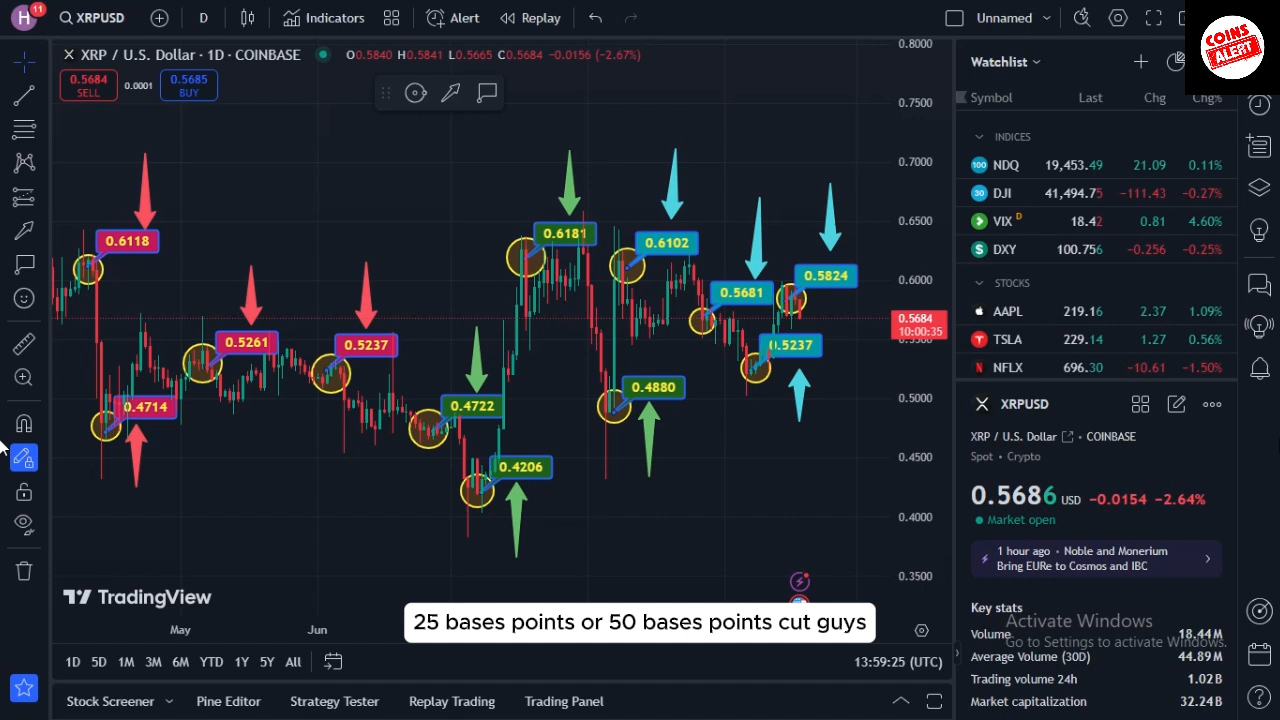 H
11
XRPUSD
D
Indicators
Alert
Replay
Unnamed
COINS
ALERT
XRP / U.S. Dollar · 1D · COINBASE
O0.5840 H0.5841 L0.5665 C0.5684 -0.0156 (-2.67%)
0.5684
SELL
0.0001
0.5685
BUY
0.8000
0.7500
0.7000
0.6500
0.6000
0.5684
10:00:35
0.5000
0.4500
0.4000
0.3500
0.6118
0.4714
0.5261
0.5237
0.4722
0.4206
0.6181
0.4880
0.6102
0.5681
0.5237
0.5824
TradingView
25 bases points or 50 bases points cut guys
May
Jun
1D 5D 1M 3M 6M YTD 1Y 5Y All
13:59:25 (UTC)
Stock Screener
Pine Editor
Strategy Tester
Replay Trading
Trading Panel
Watchlist
Symbol Last Chg Chg%
INDICES
100 NDQ 19,453.49 21.09 0.11%
30 DJI 41,494.75 -111.43 -0.27%
VIX D 18.42 0.81 4.60%
$ DXY 100.756 -0.256 -0.25%
STOCKS
AAPL 219.16 2.37 1.09%
TSLA 229.14 1.27 0.56%
NFLX 696.30 -10.61 -1.50%
XRPUSD
XRP / U.S. Dollar · COINBASE
Spot · Crypto
0.5686 USD -0.0154 -2.64%
Market open
1 hour ago · Noble and Monerium
Bring EURe to Cosmos and IBC
Key stats
Activate Windows
Volume 18.44M
Go to Settings to activate Windows.
Average Volume (30D) 44.89M
Trading volume 24h 1.02B
Market capitalization 32.24B